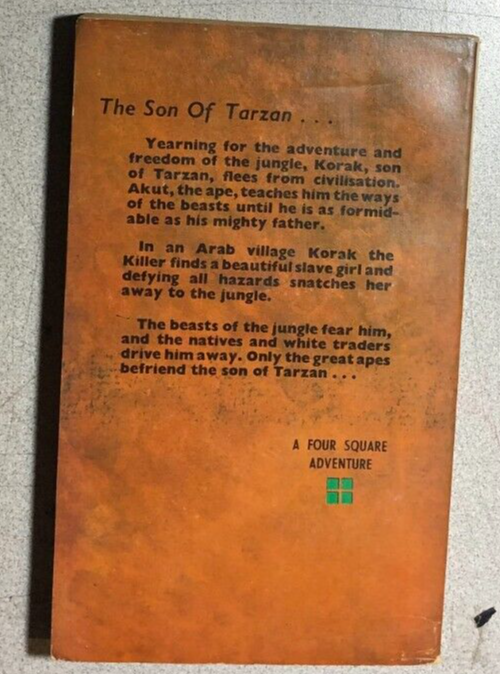 The Son Of Tarzan . . .
Yearning for the adventure and
freedom of the jungle, Korak, son
of Tarzan, flees from civilisation.
Akut, the ape, teaches him the ways
of the beasts until he is as formid-
able as his mighty father.
In an Arab village Korak the
Killer finds a beautiful slave girl and
defying all hazards snatches her
away to the jungle.
The beasts of the jungle fear him,
and the natives and white traders
drive him away. Only the great apes
befriend the son of Tarzan . . .
A FOUR SQUARE
ADVENTURE